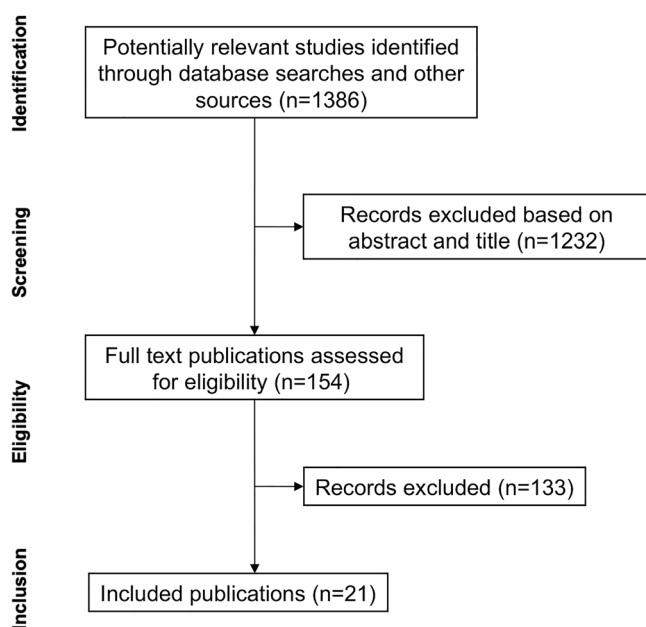 Identification
Potentially relevant studies identified
through database searches and other
sources (n=1386)
Screening
Records excluded based on
abstract and title (n=1232)
Eligibility
Full text publications assessed
for eligibility (n=154)
Records excluded (n=133)
Inclusion
Included publications (n=21)